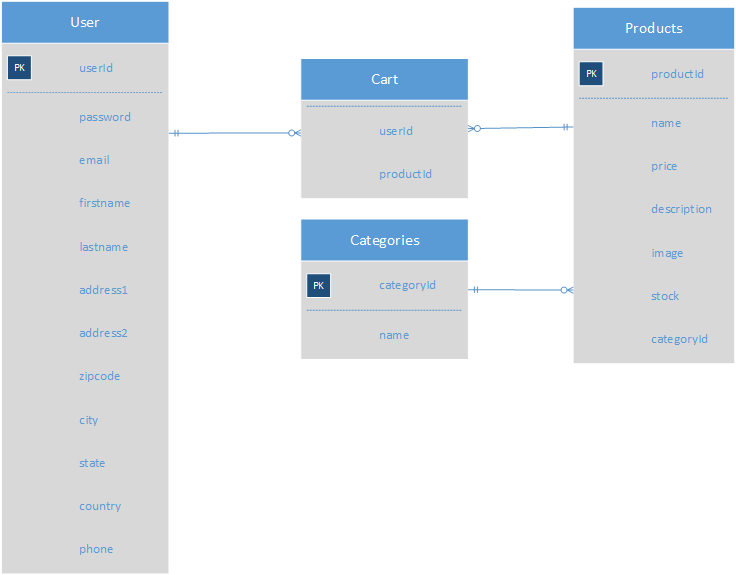 User
PK userId
password
email
firstname
lastname
address1
address2
zipcode
city
state
country
phone
Cart
userId
productId
Categories
PK categoryId
name
Products
PK productId
name
price
description
image
stock
categoryId